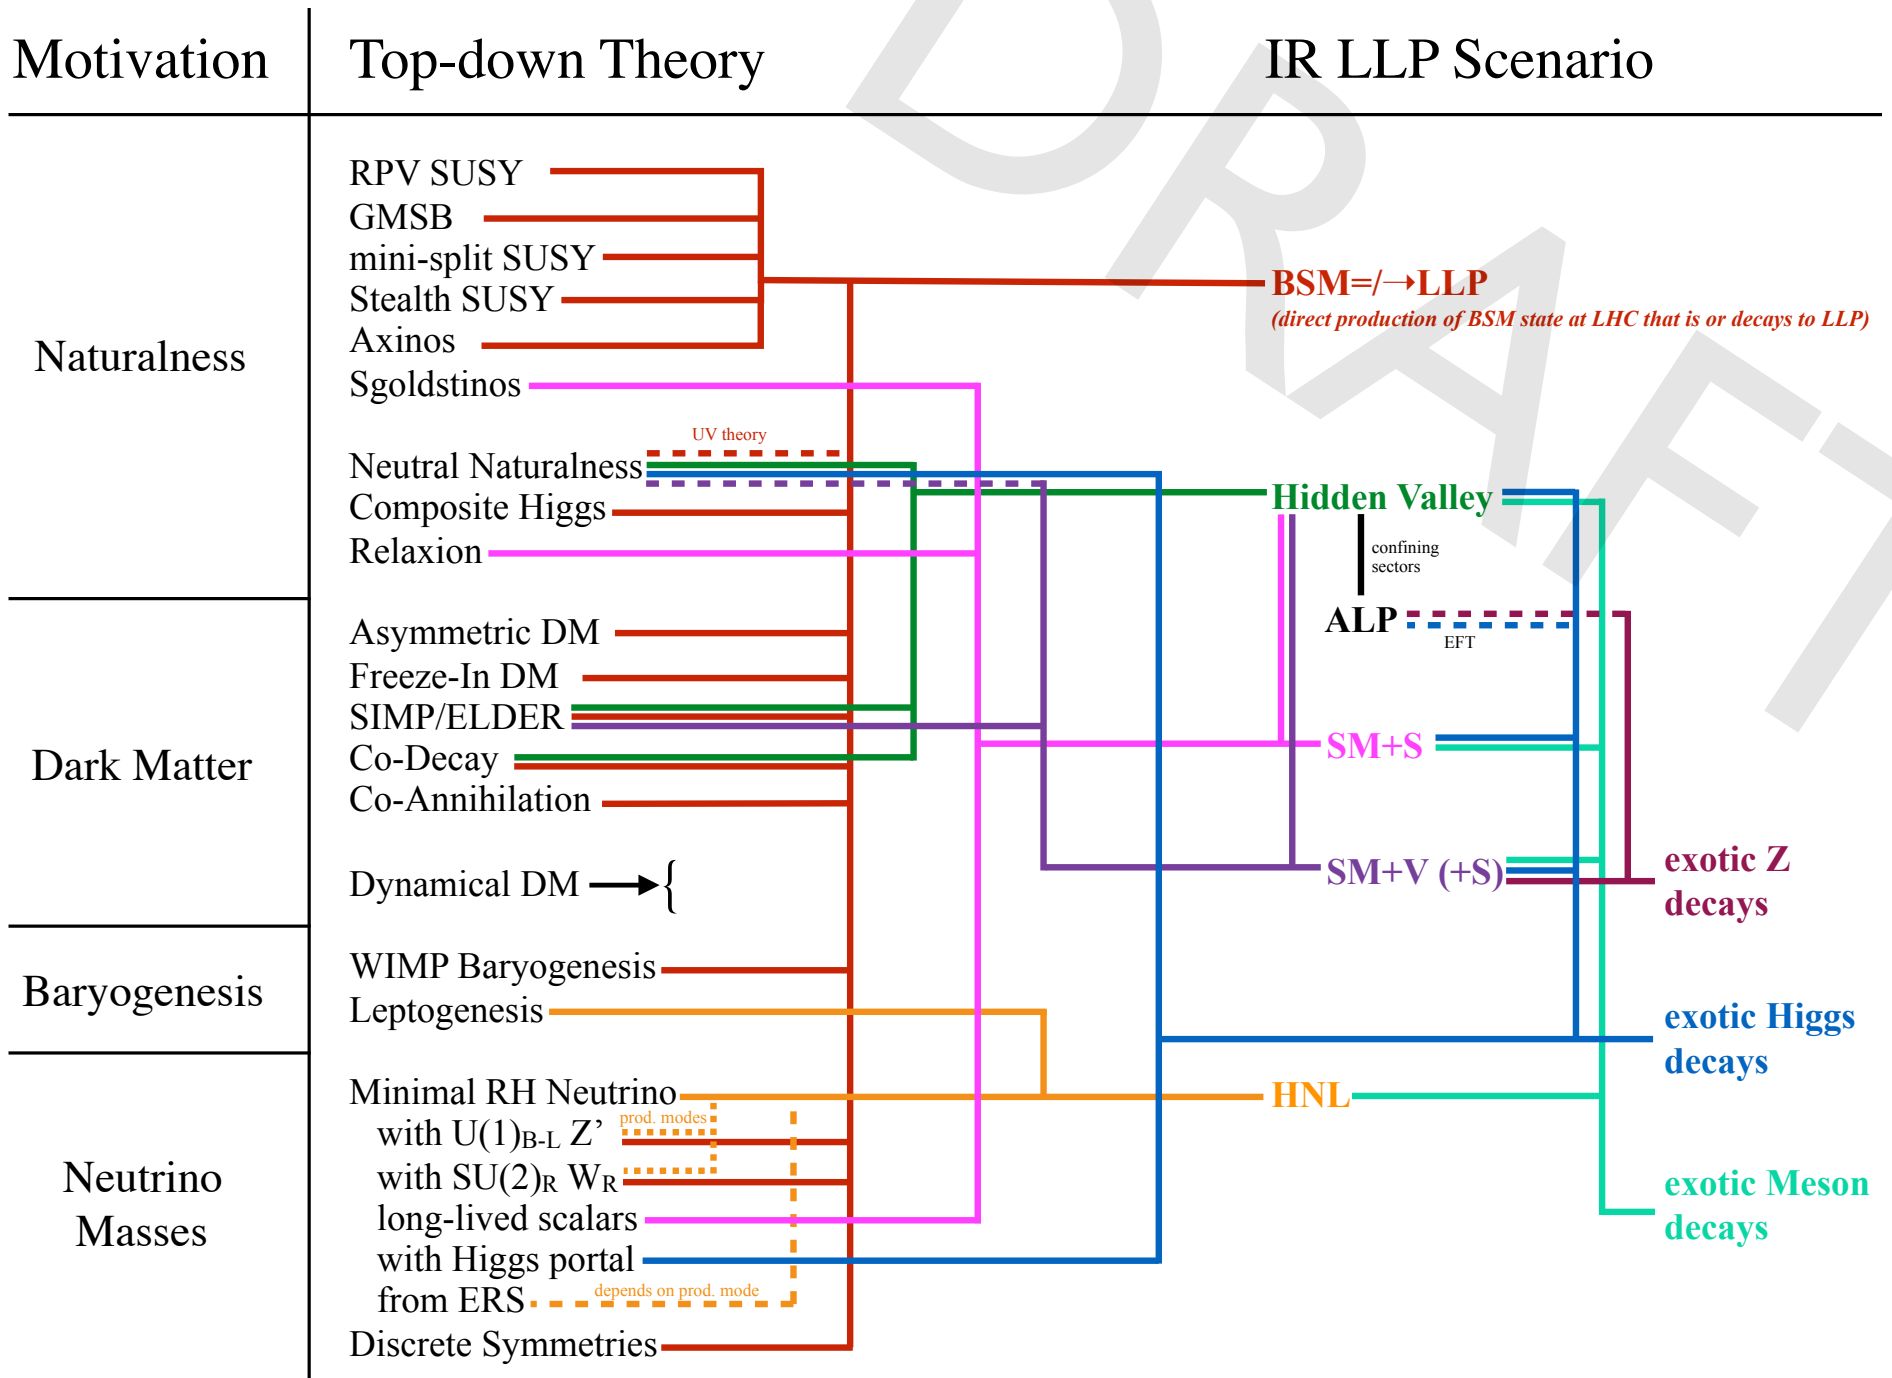 Motivation
Top-down Theory
IR LLP Scenario
DRAFT
Naturalness
RPV SUSY
GMSB
mini-split SUSY
Stealth SUSY
Axinos
Sgoldstinos
UV theory
Neutral Naturalness
Composite Higgs
Relaxion
Dark Matter
Asymmetric DM
Freeze-In DM
SIMP/ELDER
Co-Decay
Co-Annihilation
Dynamical DM {
Baryogenesis
WIMP Baryogenesis
Leptogenesis
Neutrino
Masses
Minimal RH Neutrino
prod. modes
with U(1)B-L Z’
with SU(2)R WR
long-lived scalars
with Higgs portal
from ERS
depends on prod. mode
Discrete Symmetries
BSM=/→LLP
(direct production of BSM state at LHC that is or decays to LLP)
Hidden Valley
confining
sectors
ALP
EFT
SM+S
SM+V (+S)
HNL
exotic Z
decays
exotic Higgs
decays
exotic Meson
decays